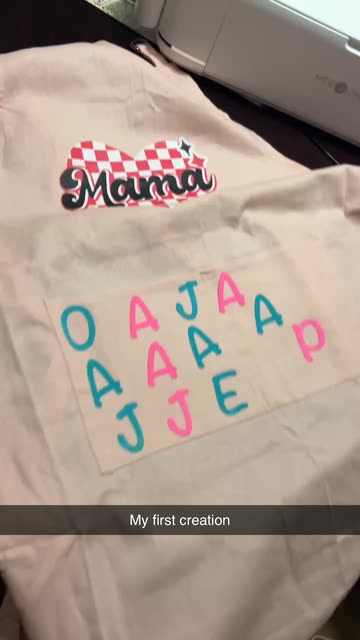 Mama
O A J A
A A A A P
J J E
My first creation